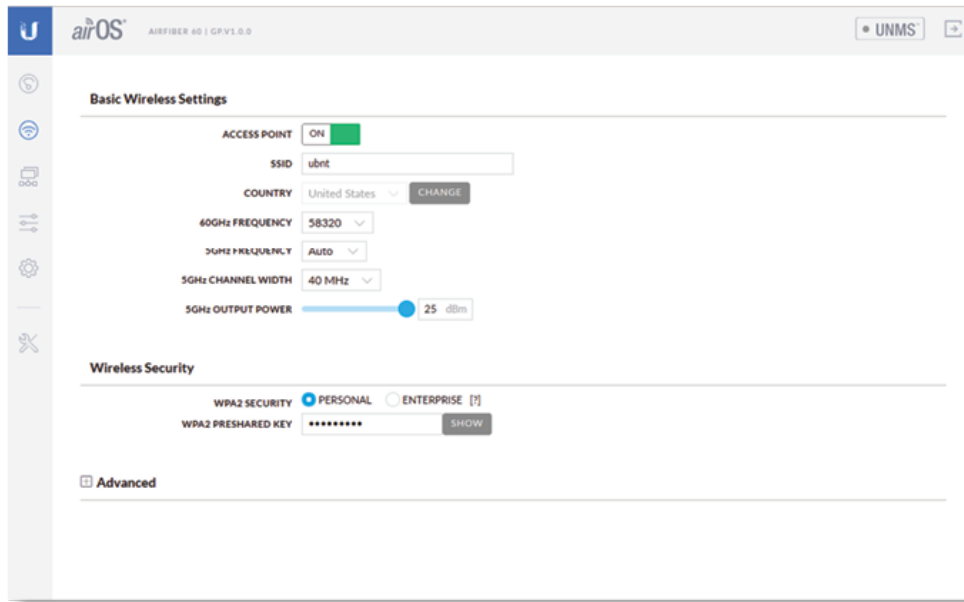 U airOS® AIRFIBER 60 | GP.V1.0.0 UNMS™
Basic Wireless Settings
ACCESS POINT ON
SSID ubnt
COUNTRY United States CHANGE
60GHz FREQUENCY 58320
5GHz FREQUENCY Auto
5GHz CHANNEL WIDTH 40 MHz
5GHz OUTPUT POWER 25 dBm
Wireless Security
WPA2 SECURITY PERSONAL ENTERPRISE [?]
WPA2 PRESHARED KEY ••••••••• SHOW
+ Advanced